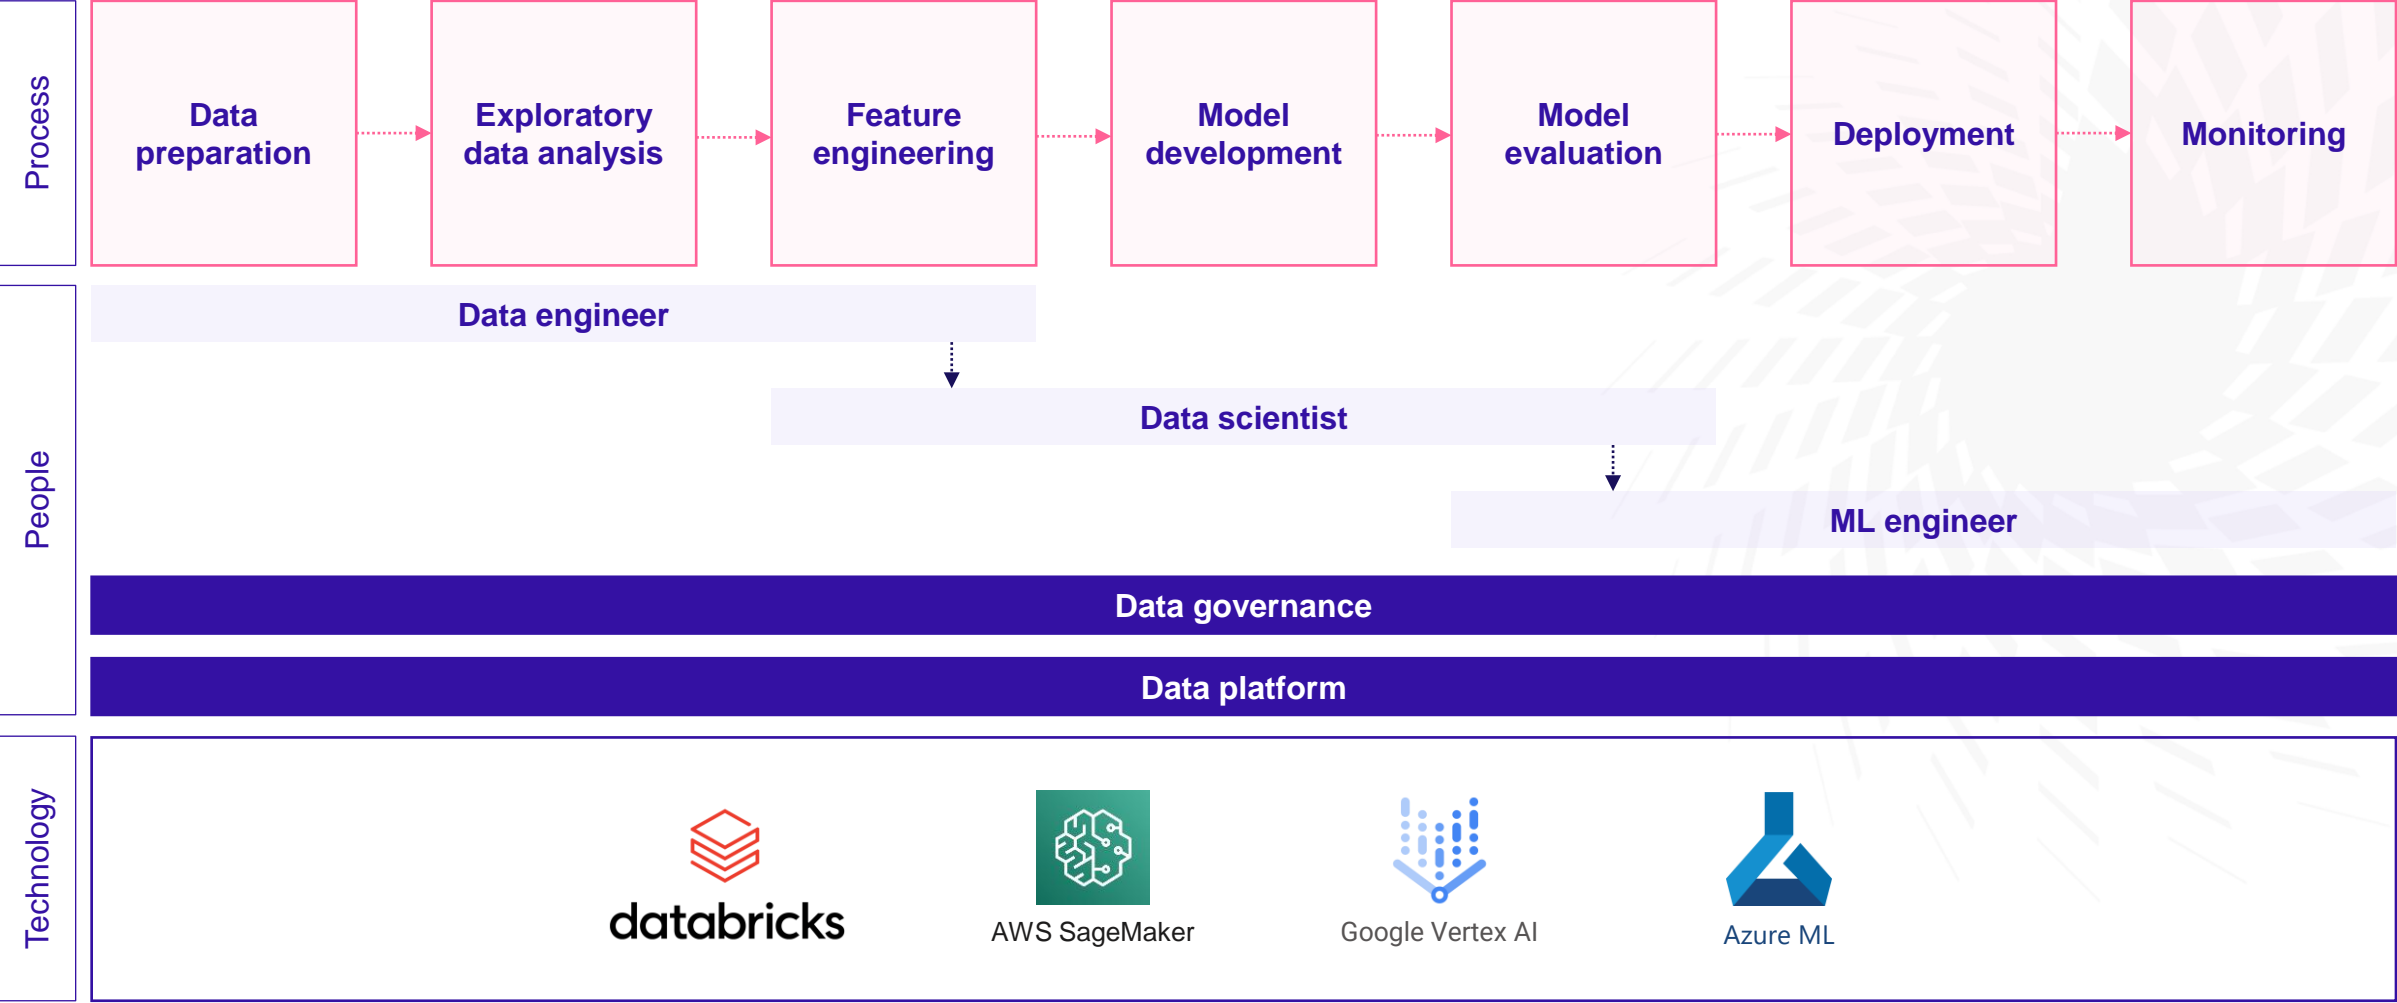 Process
Data
preparation
Exploratory
data analysis
Feature
engineering
Model
development
Model
evaluation
Deployment
Monitoring
People
Data engineer
Data scientist
ML engineer
Data governance
Data platform
Technology
databricks
AWS SageMaker
Google Vertex AI
Azure ML